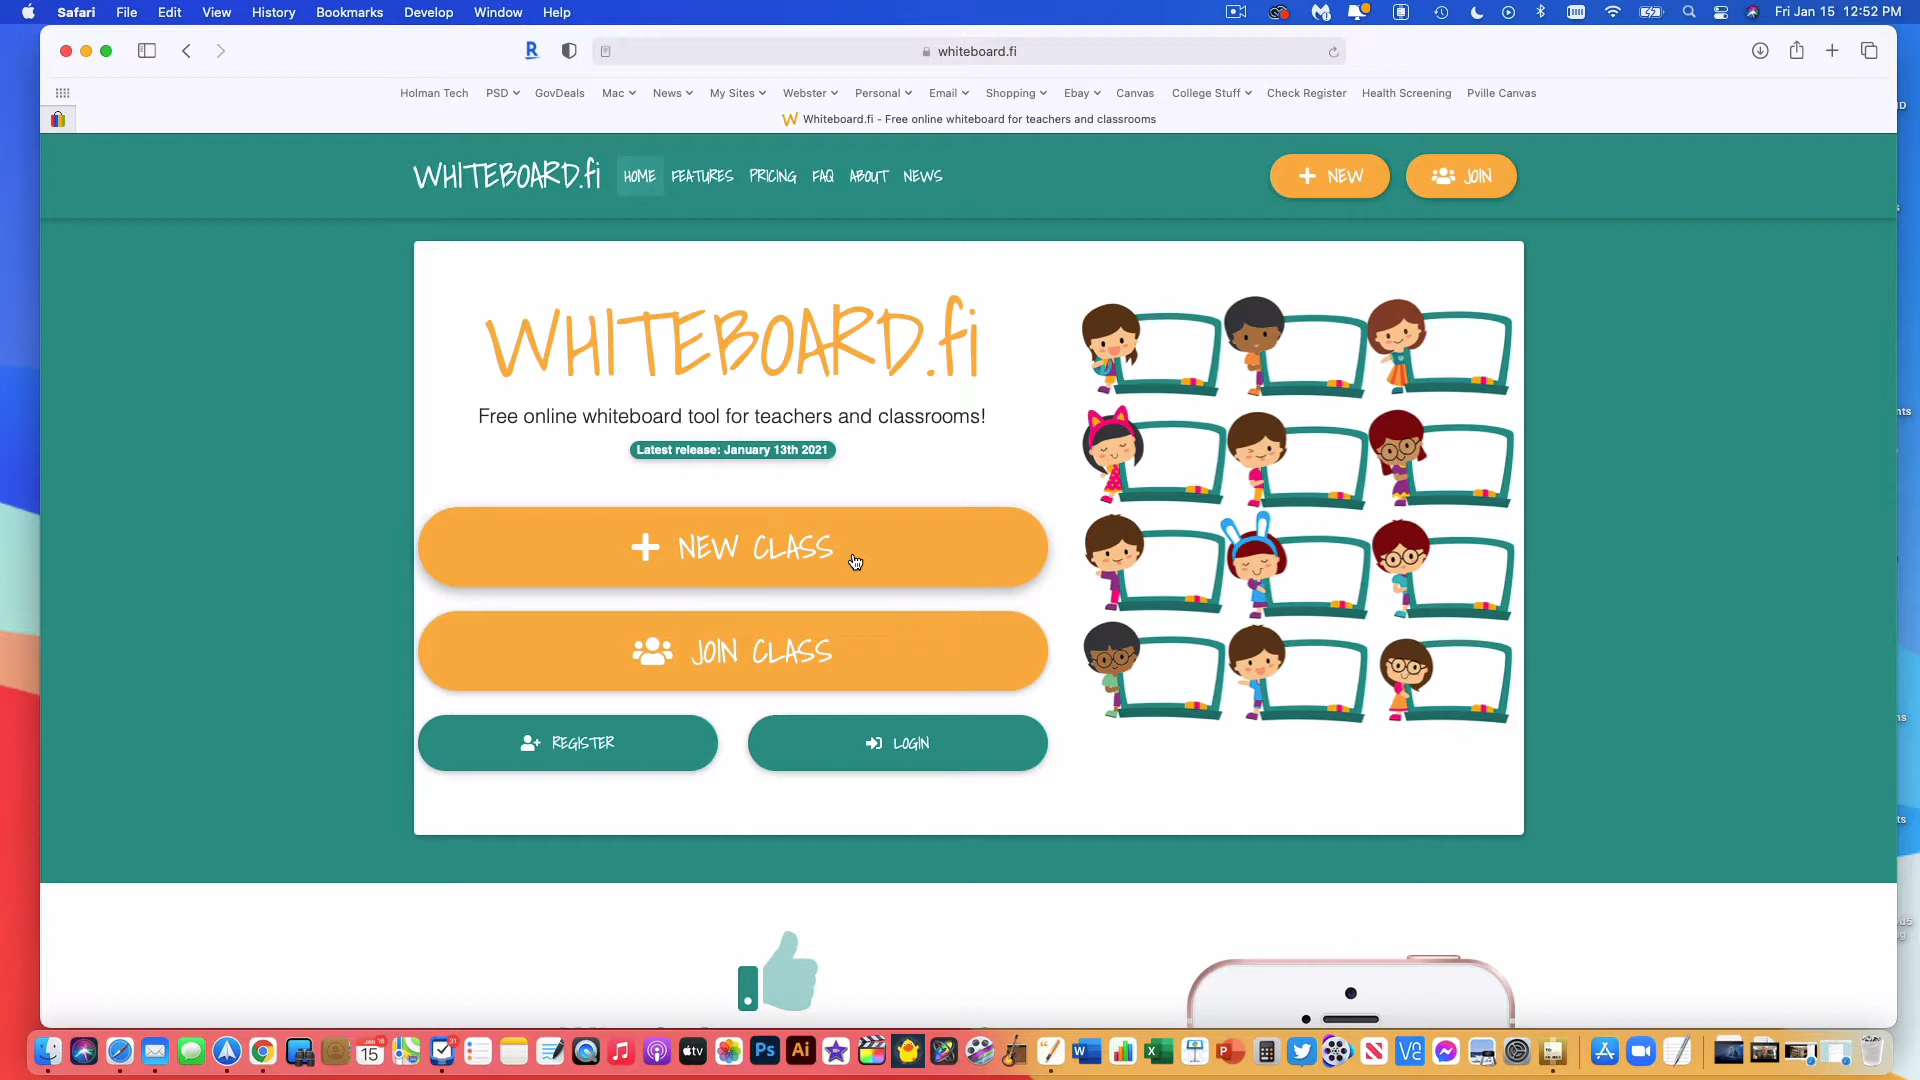 Safari File Edit View History Bookmarks Develop Window Help Fri Jan 15 12:52 PM
whiteboard.fi
Holman Tech PSD GovDeals Mac News My Sites Webster Personal Email Shopping Ebay Canvas College Stuff Check Register Health Screening Pville Canvas
Whiteboard.fi - Free online whiteboard for teachers and classrooms
WHITEBOARD.fi HOME FEATURES PRICING FAQ ABOUT NEWS + NEW JOIN
WHITEBOARD.fi
Free online whiteboard tool for teachers and classrooms!
Latest release: January 13th 2021
+ NEW CLASS
JOIN CLASS
REGISTER LOGIN